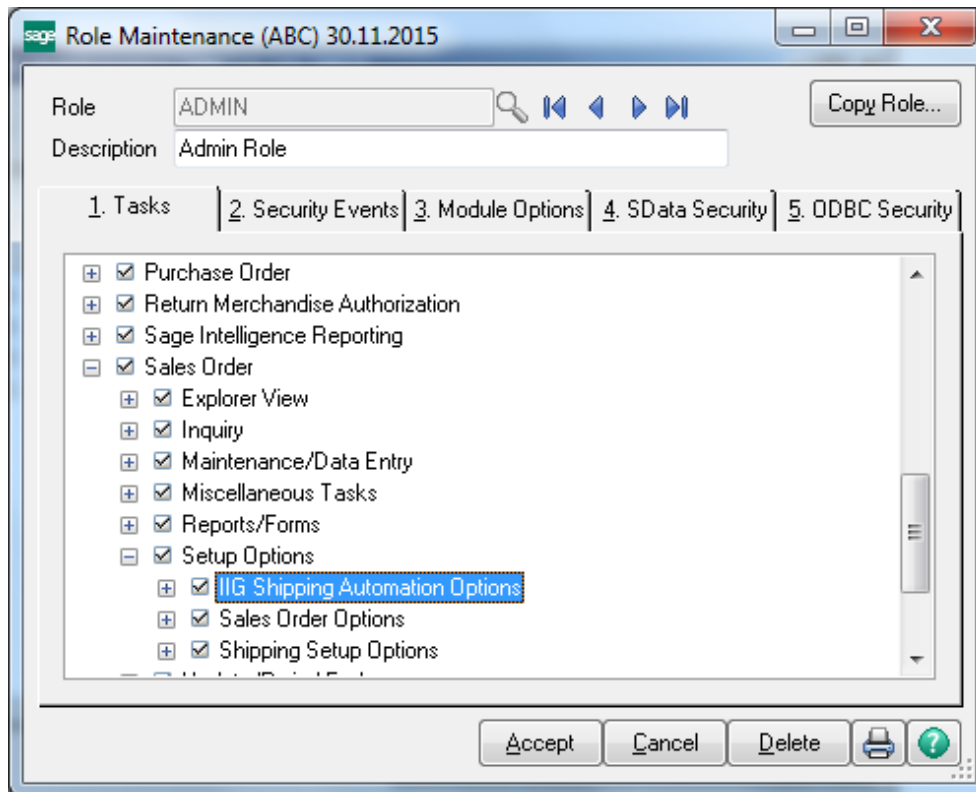 sage Role Maintenance (ABC) 30.11.2015
Role ADMIN Copy Role...
Description Admin Role
1. Tasks 2. Security Events 3. Module Options 4. SData Security 5. ODBC Security
Purchase Order
Return Merchandise Authorization
Sage Intelligence Reporting
Sales Order
Explorer View
Inquiry
Maintenance/Data Entry
Miscellaneous Tasks
Reports/Forms
Setup Options
IIG Shipping Automation Options
Sales Order Options
Shipping Setup Options
Accept Cancel Delete ?